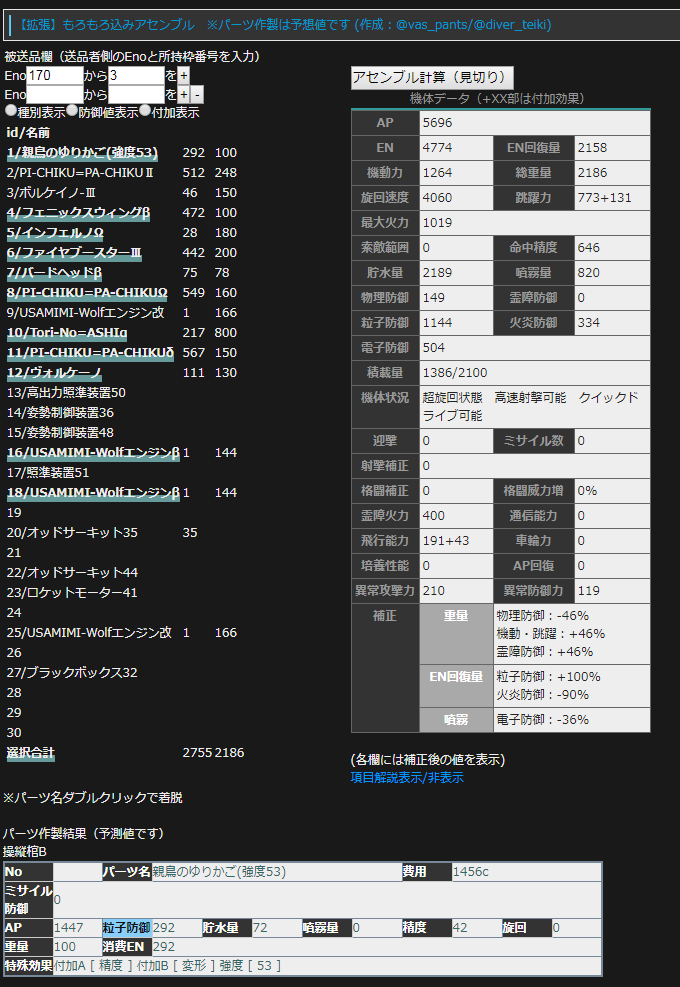 【拡張】もろもろ込みアセンブル　※パーツ作製は予想値です (作成：@vas_pants/@diver_teiki)
被送品欄（送品者側のEnoと所持枠番号を入力）
Eno 170 から 3 を +
Eno から を + -
種別表示 防御値表示 付加表示
id/名前
1/親鳥のゆりかご(強度53) 292 100
2/PI-CHIKU=PA-CHIKUⅡ 512 248
3/ボルケイノ-Ⅲ 46 150
4/フェニックスウィングβ 472 100
5/インフェルノΩ 28 180
6/ファイヤブースターⅢ 442 200
7/バードヘッドβ 75 78
8/PI-CHIKU=PA-CHIKUΩ 549 160
9/USAMIMI-Wolfエンジン改 1 166
10/Tori-No=ASHIα 217 800
11/PI-CHIKU=PA-CHIKUδ 567 150
12/ヴォルケーノ 111 130
13/高出力照準装置50
14/姿勢制御装置36
15/姿勢制御装置48
16/USAMIMI-Wolfエンジンβ 1 144
17/照準装置51
18/USAMIMI-Wolfエンジンβ 1 144
19
20/オッドサーキット35 35
21
22/オッドサーキット44
23/ロケットモーター41
24
25/USAMIMI-Wolfエンジン改 1 166
26
27/ブラックボックス32
28
29
30
選択合計 2755 2186
※パーツ名ダブルクリックで着脱
アセンブル計算（見切り）
機体データ（+XX部は付加効果）
AP 5696
EN 4774 EN回復量 2158
機動力 1264 総重量 2186
旋回速度 4060 跳躍力 773+131
最大火力 1019
索敵範囲 0 命中精度 646
貯水量 2189 噴霧量 820
物理防御 149 霊障防御 0
粒子防御 1144 火炎防御 334
電子防御 504
積載量 1386/2100
機体状況 超旋回状態　高速射撃可能　クイックド
ライブ可能
迎撃 0 ミサイル数 0
射撃補正 0
格闘補正 0 格闘威力増 0%
霊障火力 400 通信能力 0
飛行能力 191+43 車輪力 0
培養性能 0 AP回復 0
異常攻撃力 210 異常防御力 119
補正 重量 物理防御：-46%
機動・跳躍：+46%
霊障防御：+46%
EN回復量 粒子防御：+100%
火炎防御：-90%
噴霧 電子防御：-36%
(各欄には補正後の値を表示)
項目解説表示/非表示
パーツ作製結果（予測値です）
操縦棺B
No パーツ名 親鳥のゆりかご(強度53) 費用 1456c
ミサイル
防御 0
AP 1447 粒子防御 292 貯水量 72 噴霧量 0 精度 42 旋回 0
重量 100 消費EN 292
特殊効果 付加A [ 精度 ] 付加B [ 変形 ] 強度 [ 53 ]